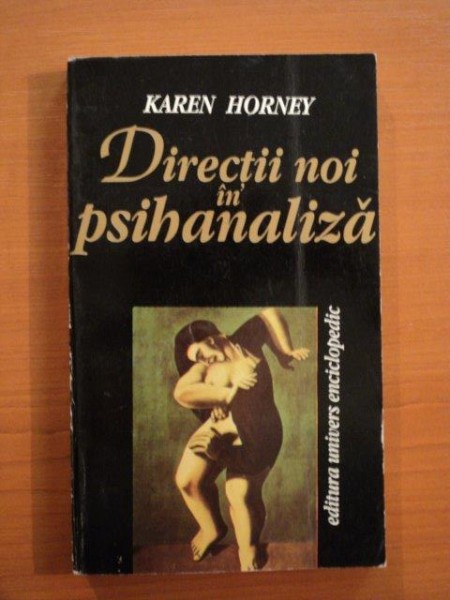 KAREN HORNEY
Direcții noi
în
psihanaliză
editura univers enciclopedic